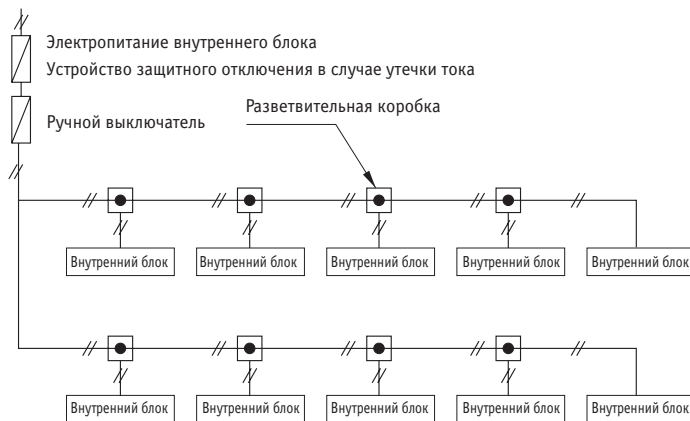 Электропитание внутреннего блока
Устройство защитного отключения в случае утечки тока
Ручной выключатель
Разветвительная коробка
Внутренний блок
Внутренний блок
Внутренний блок
Внутренний блок
Внутренний блок
Внутренний блок
Внутренний блок
Внутренний блок
Внутренний блок
Внутренний блок